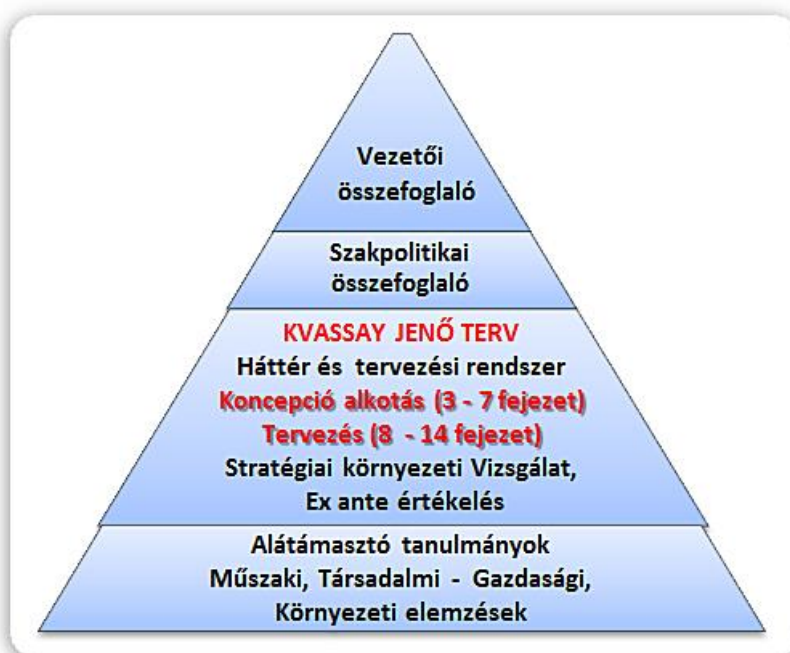 Vezetői
összefoglaló
Szakpolitikai
összefoglaló
KVASSAY JENŐ TERV
Háttér és tervezési rendszer
Koncepció alkotás (3 - 7 fejezet)
Tervezés (8 - 14 fejezet)
Stratégiai környezeti Vizsgálat,
Ex ante értékelés
Alátámasztó tanulmányok
Műszaki, Társadalmi - Gazdasági,
Környezeti elemzések